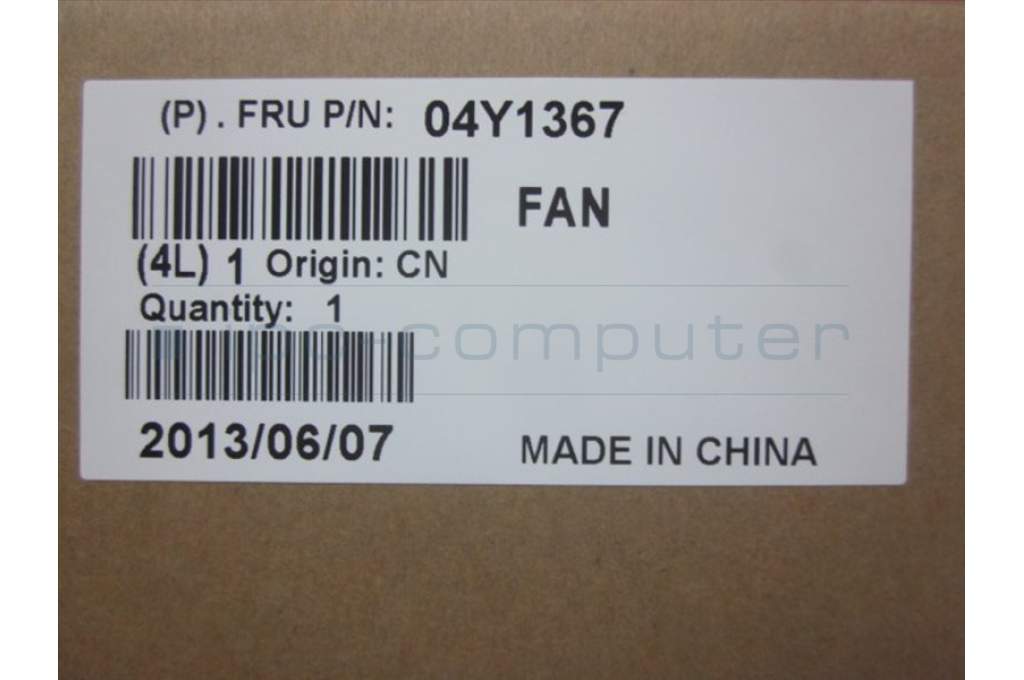 (P) . FRU P/N: 04Y1367
FAN
(4L) 1 Origin: CN
Quantity: 1
computer
2013/06/07
MADE IN CHINA